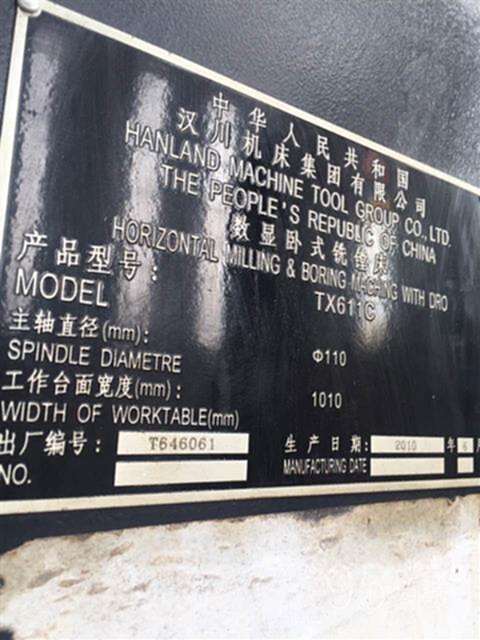 中华人民共和国
汉川机床集团有限公司
HANLAND MACHINE TOOL GROUP CO.,LTD.
THE PEOPLE'S REPUBLIC OF CHINA
数显卧式铣镗床
HORIZONTAL MILLING & BORING MACHING WITH DRO
产品型号: TX611C
MODEL
主轴直径(mm): Φ110
SPINDLE DIAMETRE
工作台面宽度(mm): 1010
WIDTH OF WORKTABLE(mm)
出厂编号: T646061 生产日期: 2010 年 6 月
NO. MANUFACTURING DATE